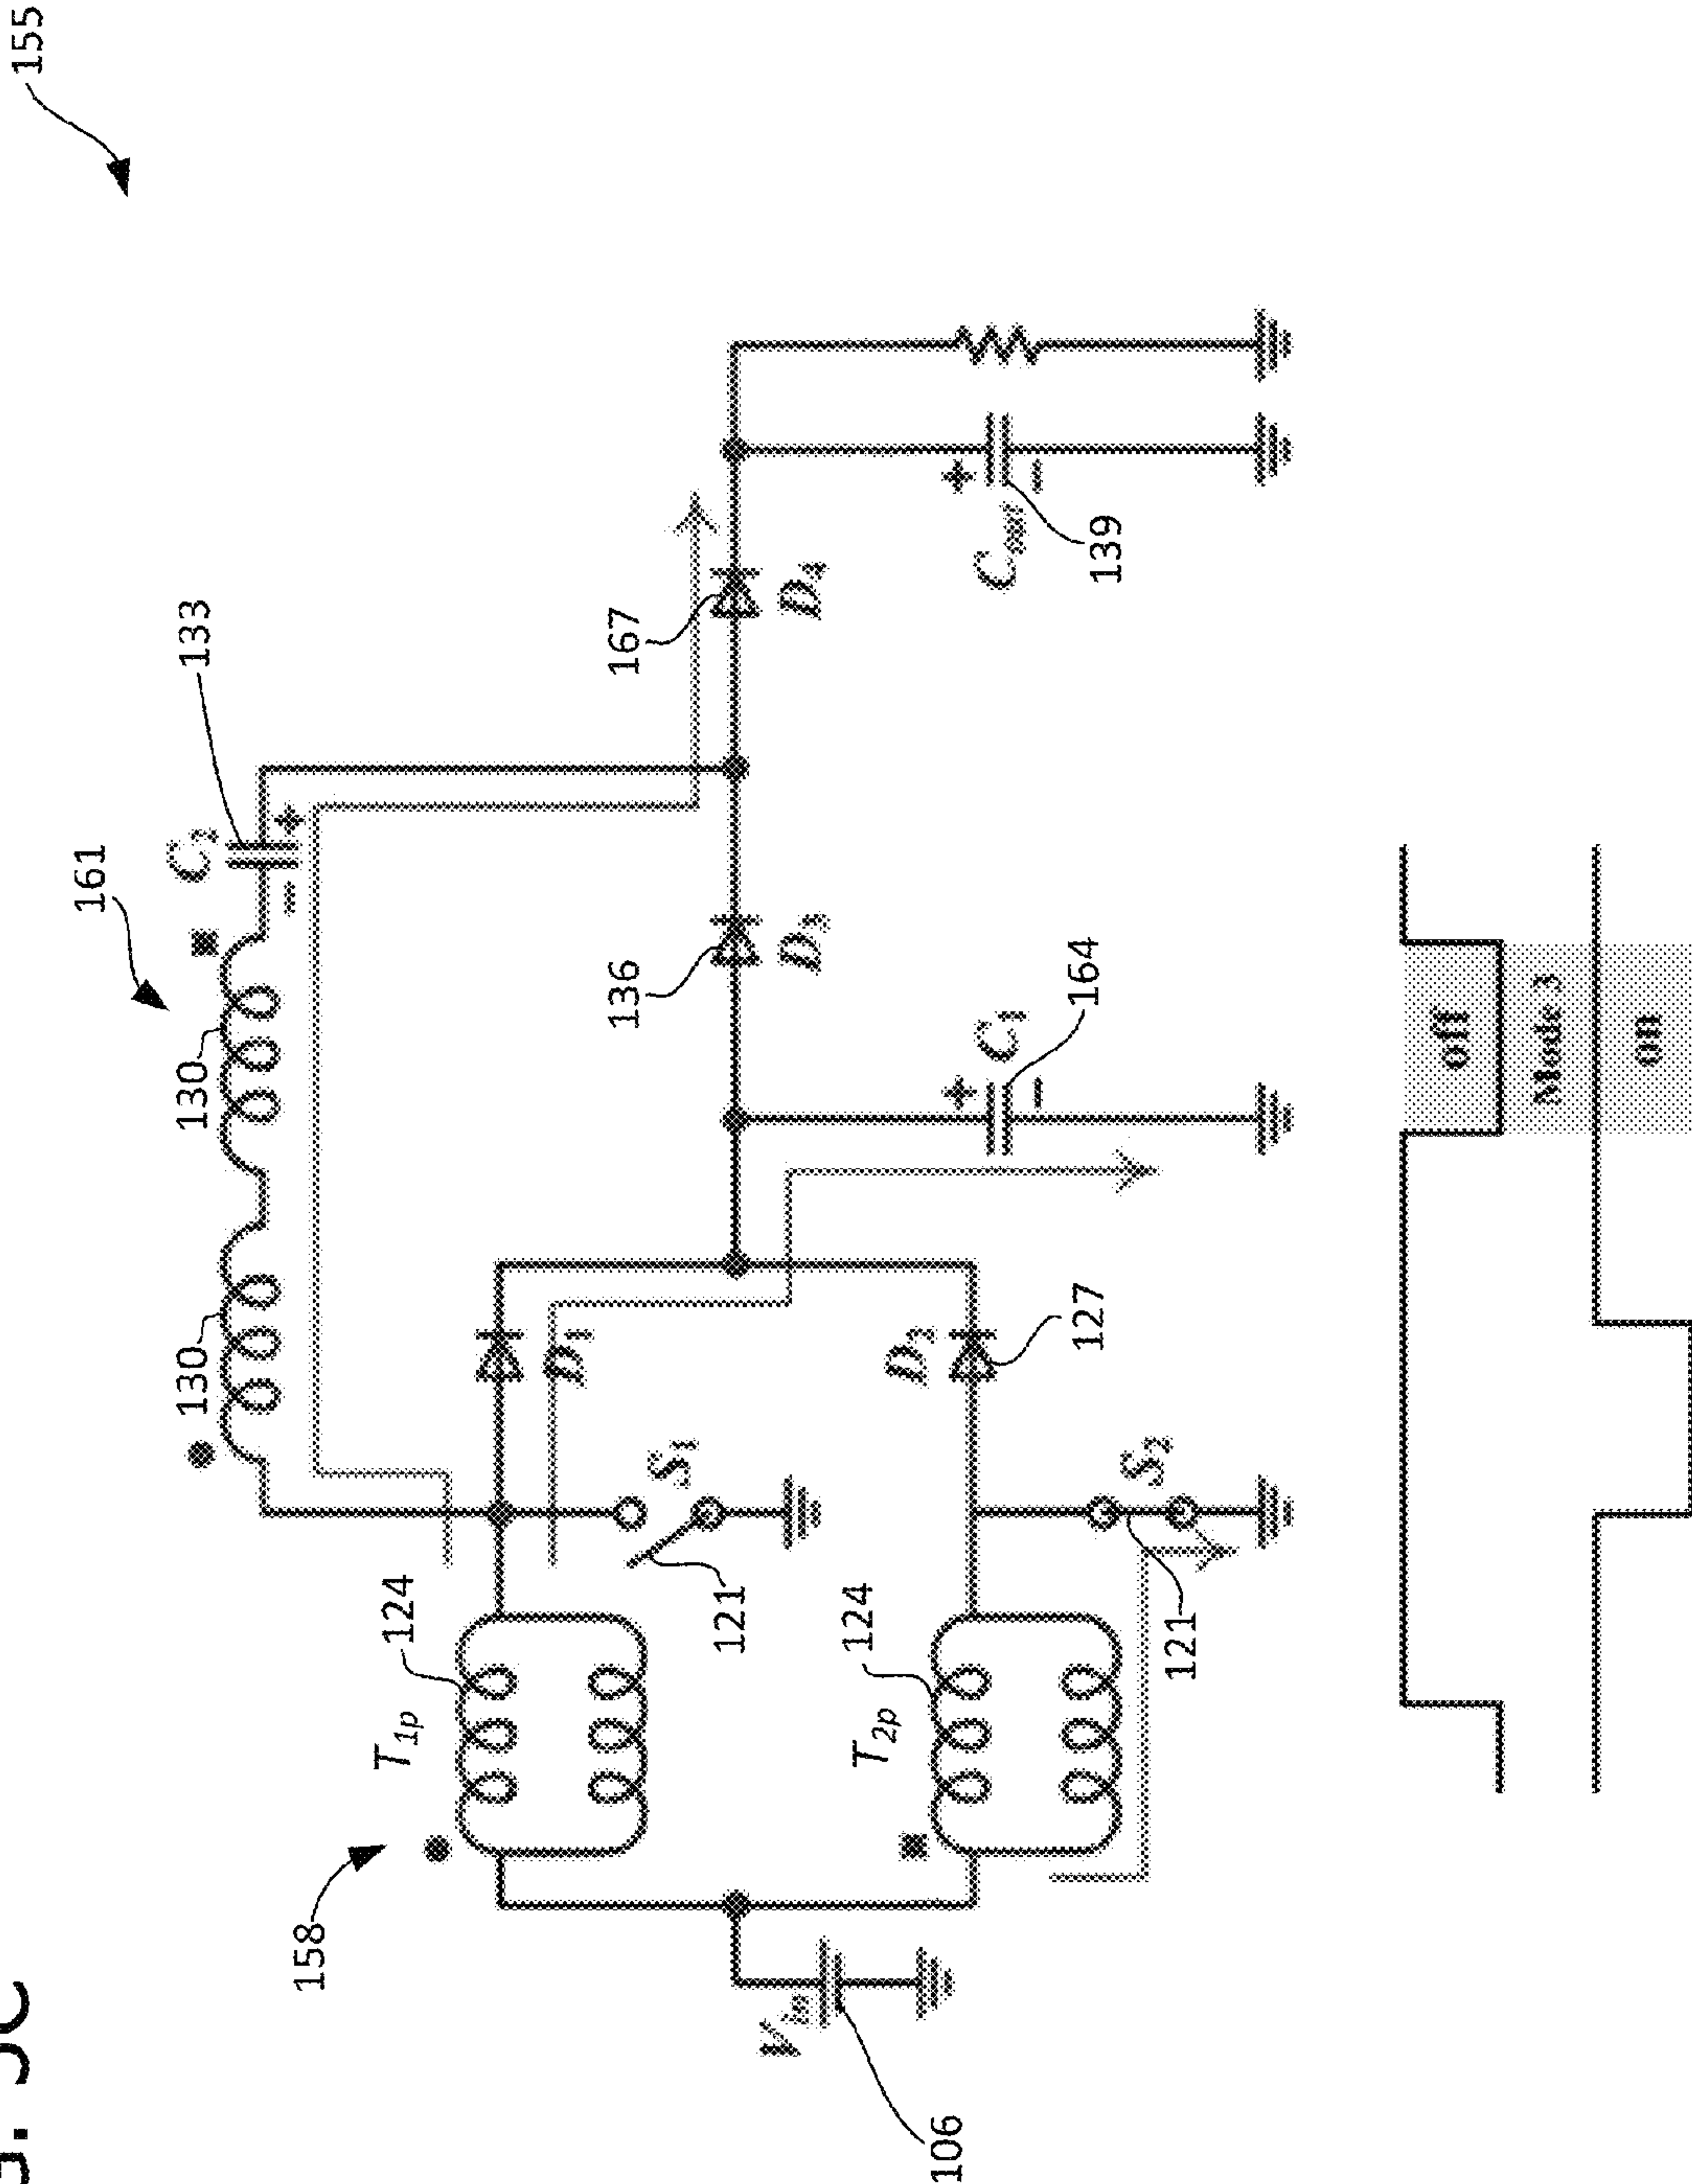 155
161
133
C₂
130
130
158
T₁ₚ
124
D₁
S₁
121
136
D₃
167
D₄
Vᵢₙ
106
T₂ₚ
124
D₂
127
S₂
121
C₁
164
Cₒᵤₜ
139
off
Mode 3
on